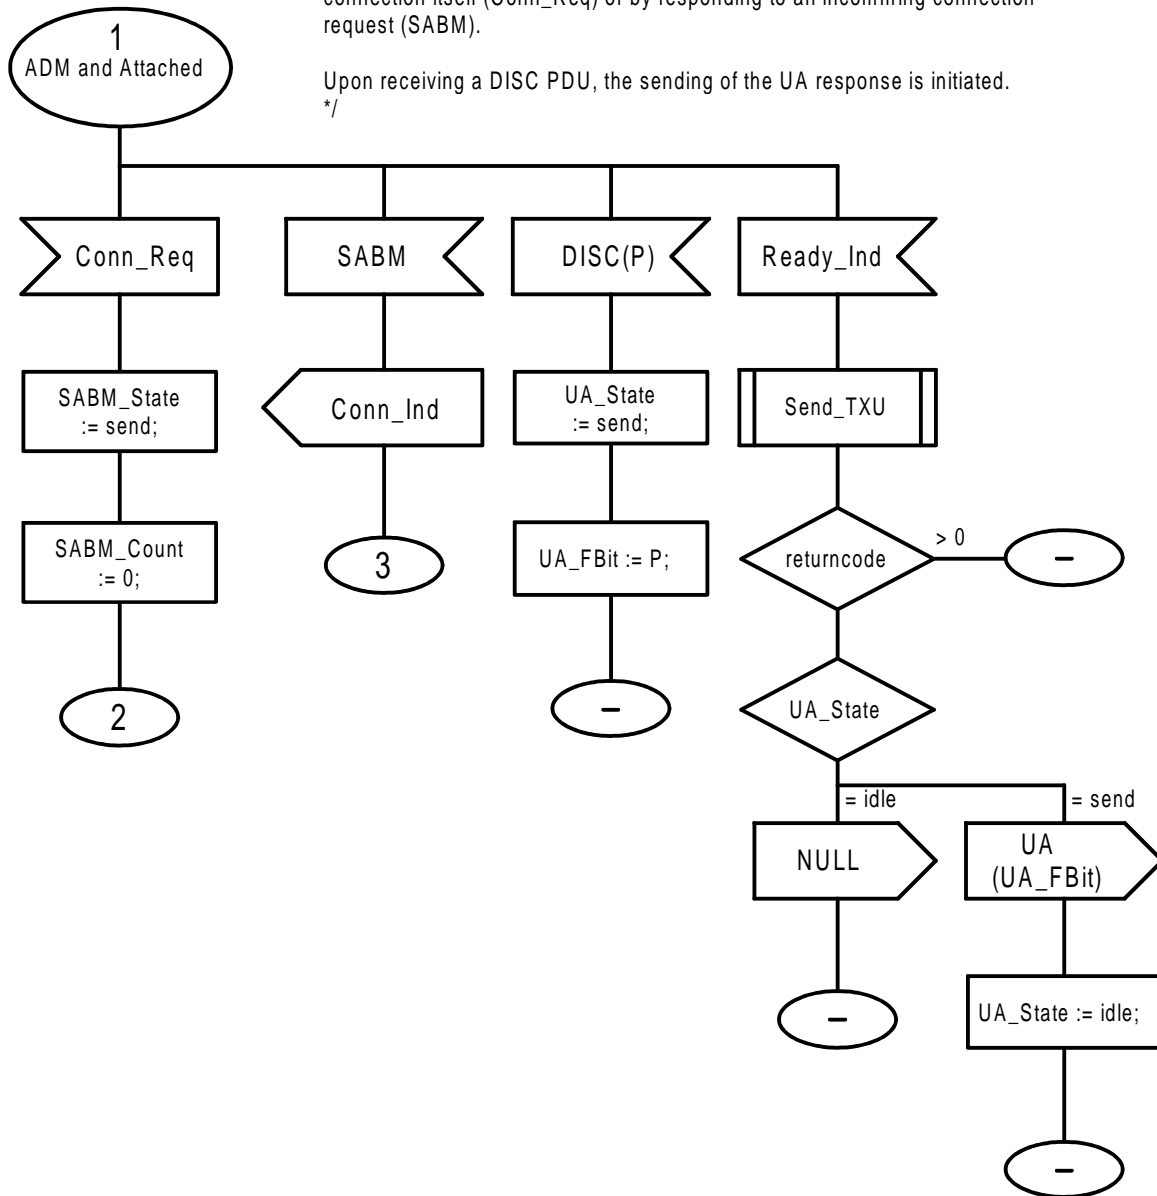 request (SABM).
Upon receiving a DISC PDU, the sending of the UA response is initiated.
*/
1
ADM and Attached
Conn_Req
SABM
DISC(P)
Ready_Ind
SABM_State
:= send;
Conn_Ind
UA_State
:= send;
Send_TXU
SABM_Count
:= 0;
3
UA_FBit := P;
returncode
> 0
–
2
–
UA_State
= idle
= send
NULL
UA
(UA_FBit)
–
UA_State := idle;
–